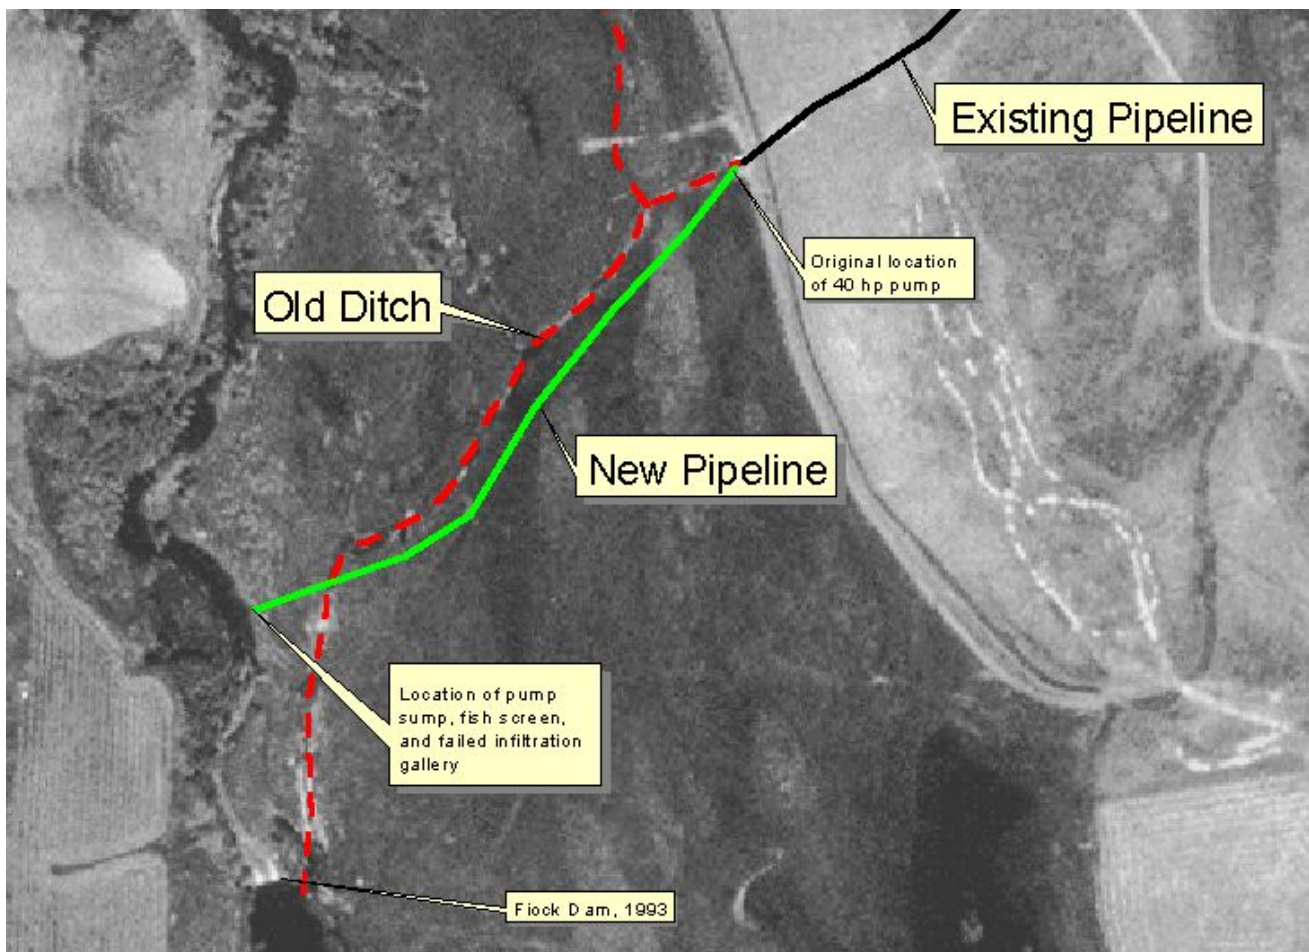 Existing Pipeline
Original location
of 40 hp pump
Old Ditch
New Pipeline
Location of pump
sump, fish screen,
and failed infiltration
gallery
Fiock Dam, 1993